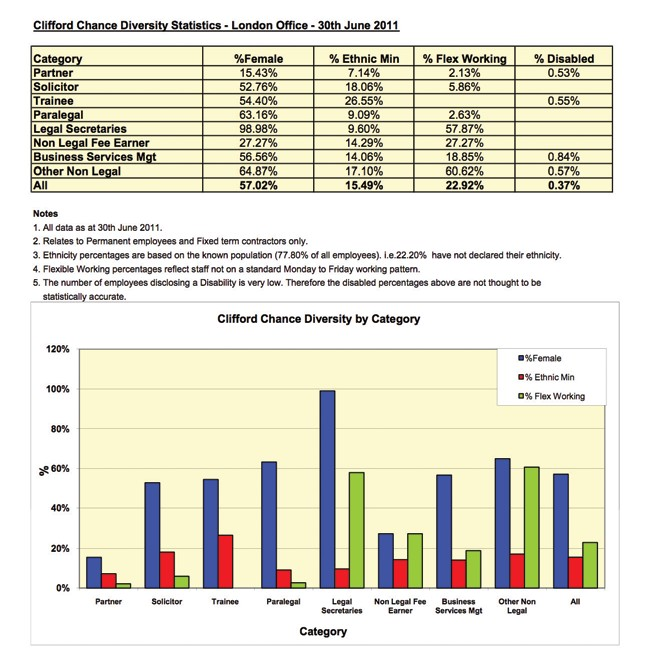 Clifford Chance Diversity Statistics - London Office - 30th June 2011
Category %Female % Ethnic Min % Flex Working % Disabled
Partner 15.43% 7.14% 2.13% 0.53%
Solicitor 52.76% 18.06% 5.86%
Trainee 54.40% 26.55% 0.55%
Paralegal 63.16% 9.09% 2.63%
Legal Secretaries 98.98% 9.60% 57.87%
Non Legal Fee Earner 27.27% 14.29% 27.27%
Business Services Mgt 56.56% 14.06% 18.85% 0.84%
Other Non Legal 64.87% 17.10% 60.62% 0.57%
All 57.02% 15.49% 22.92% 0.37%
Notes
1. All data as at 30th June 2011.
2. Relates to Permanent employees and Fixed term contractors only.
3. Ethnicity percentages are based on the known population (77.80% of all employees). i.e.22.20% have not declared their ethnicity.
4. Flexible Working percentages reflect staff not on a standard Monday to Friday working pattern.
5. The number of employees disclosing a Disability is very low. Therefore the disabled percentages above are not thought to be
statistically accurate.
Clifford Chance Diversity by Category
120%
100%
80%
60%
40%
20%
0%
%
%Female
% Ethnic Min
% Flex Working
Partner Solicitor Trainee Paralegal Legal Non Legal Fee Business Other Non All
Secretaries Earner Services Mgt Legal
Category